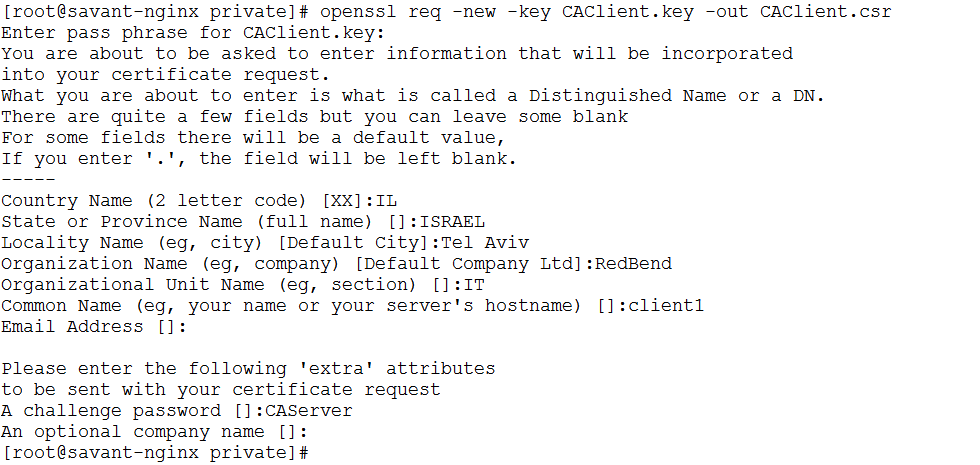 [root@savant-nginx private]# openssl req -new -key CAClient.key -out CAClient.csr
Enter pass phrase for CAClient.key:
You are about to be asked to enter information that will be incorporated
into your certificate request.
What you are about to enter is what is called a Distinguished Name or a DN.
There are quite a few fields but you can leave some blank
For some fields there will be a default value,
If you enter '.', the field will be left blank.
-----
Country Name (2 letter code) [XX]:IL
State or Province Name (full name) []:ISRAEL
Locality Name (eg, city) [Default City]:Tel Aviv
Organization Name (eg, company) [Default Company Ltd]:RedBend
Organizational Unit Name (eg, section) []:IT
Common Name (eg, your name or your server's hostname) []:client1
Email Address []:

Please enter the following 'extra' attributes
to be sent with your certificate request
A challenge password []:CAServer
An optional company name []:
[root@savant-nginx private]#